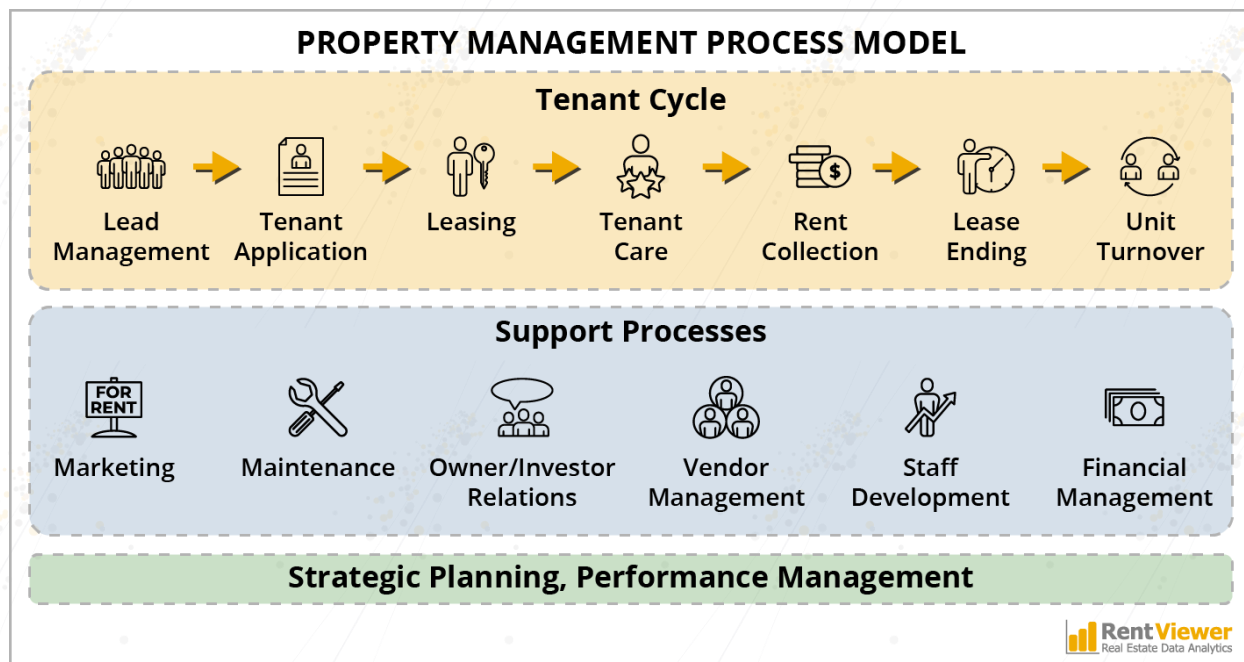 PROPERTY MANAGEMENT PROCESS MODEL
Tenant Cycle
Lead
Management
Tenant
Application
Leasing
Tenant
Care
$
Rent
Collection
Lease
Ending
Unit
Turnover
Support Processes
FOR
RENT
Marketing
Maintenance
Owner/Investor
Relations
Vendor
Management
Staff
Development
Financial
Management
Strategic Planning, Performance Management
RentViewer
Real Estate Data Analytics